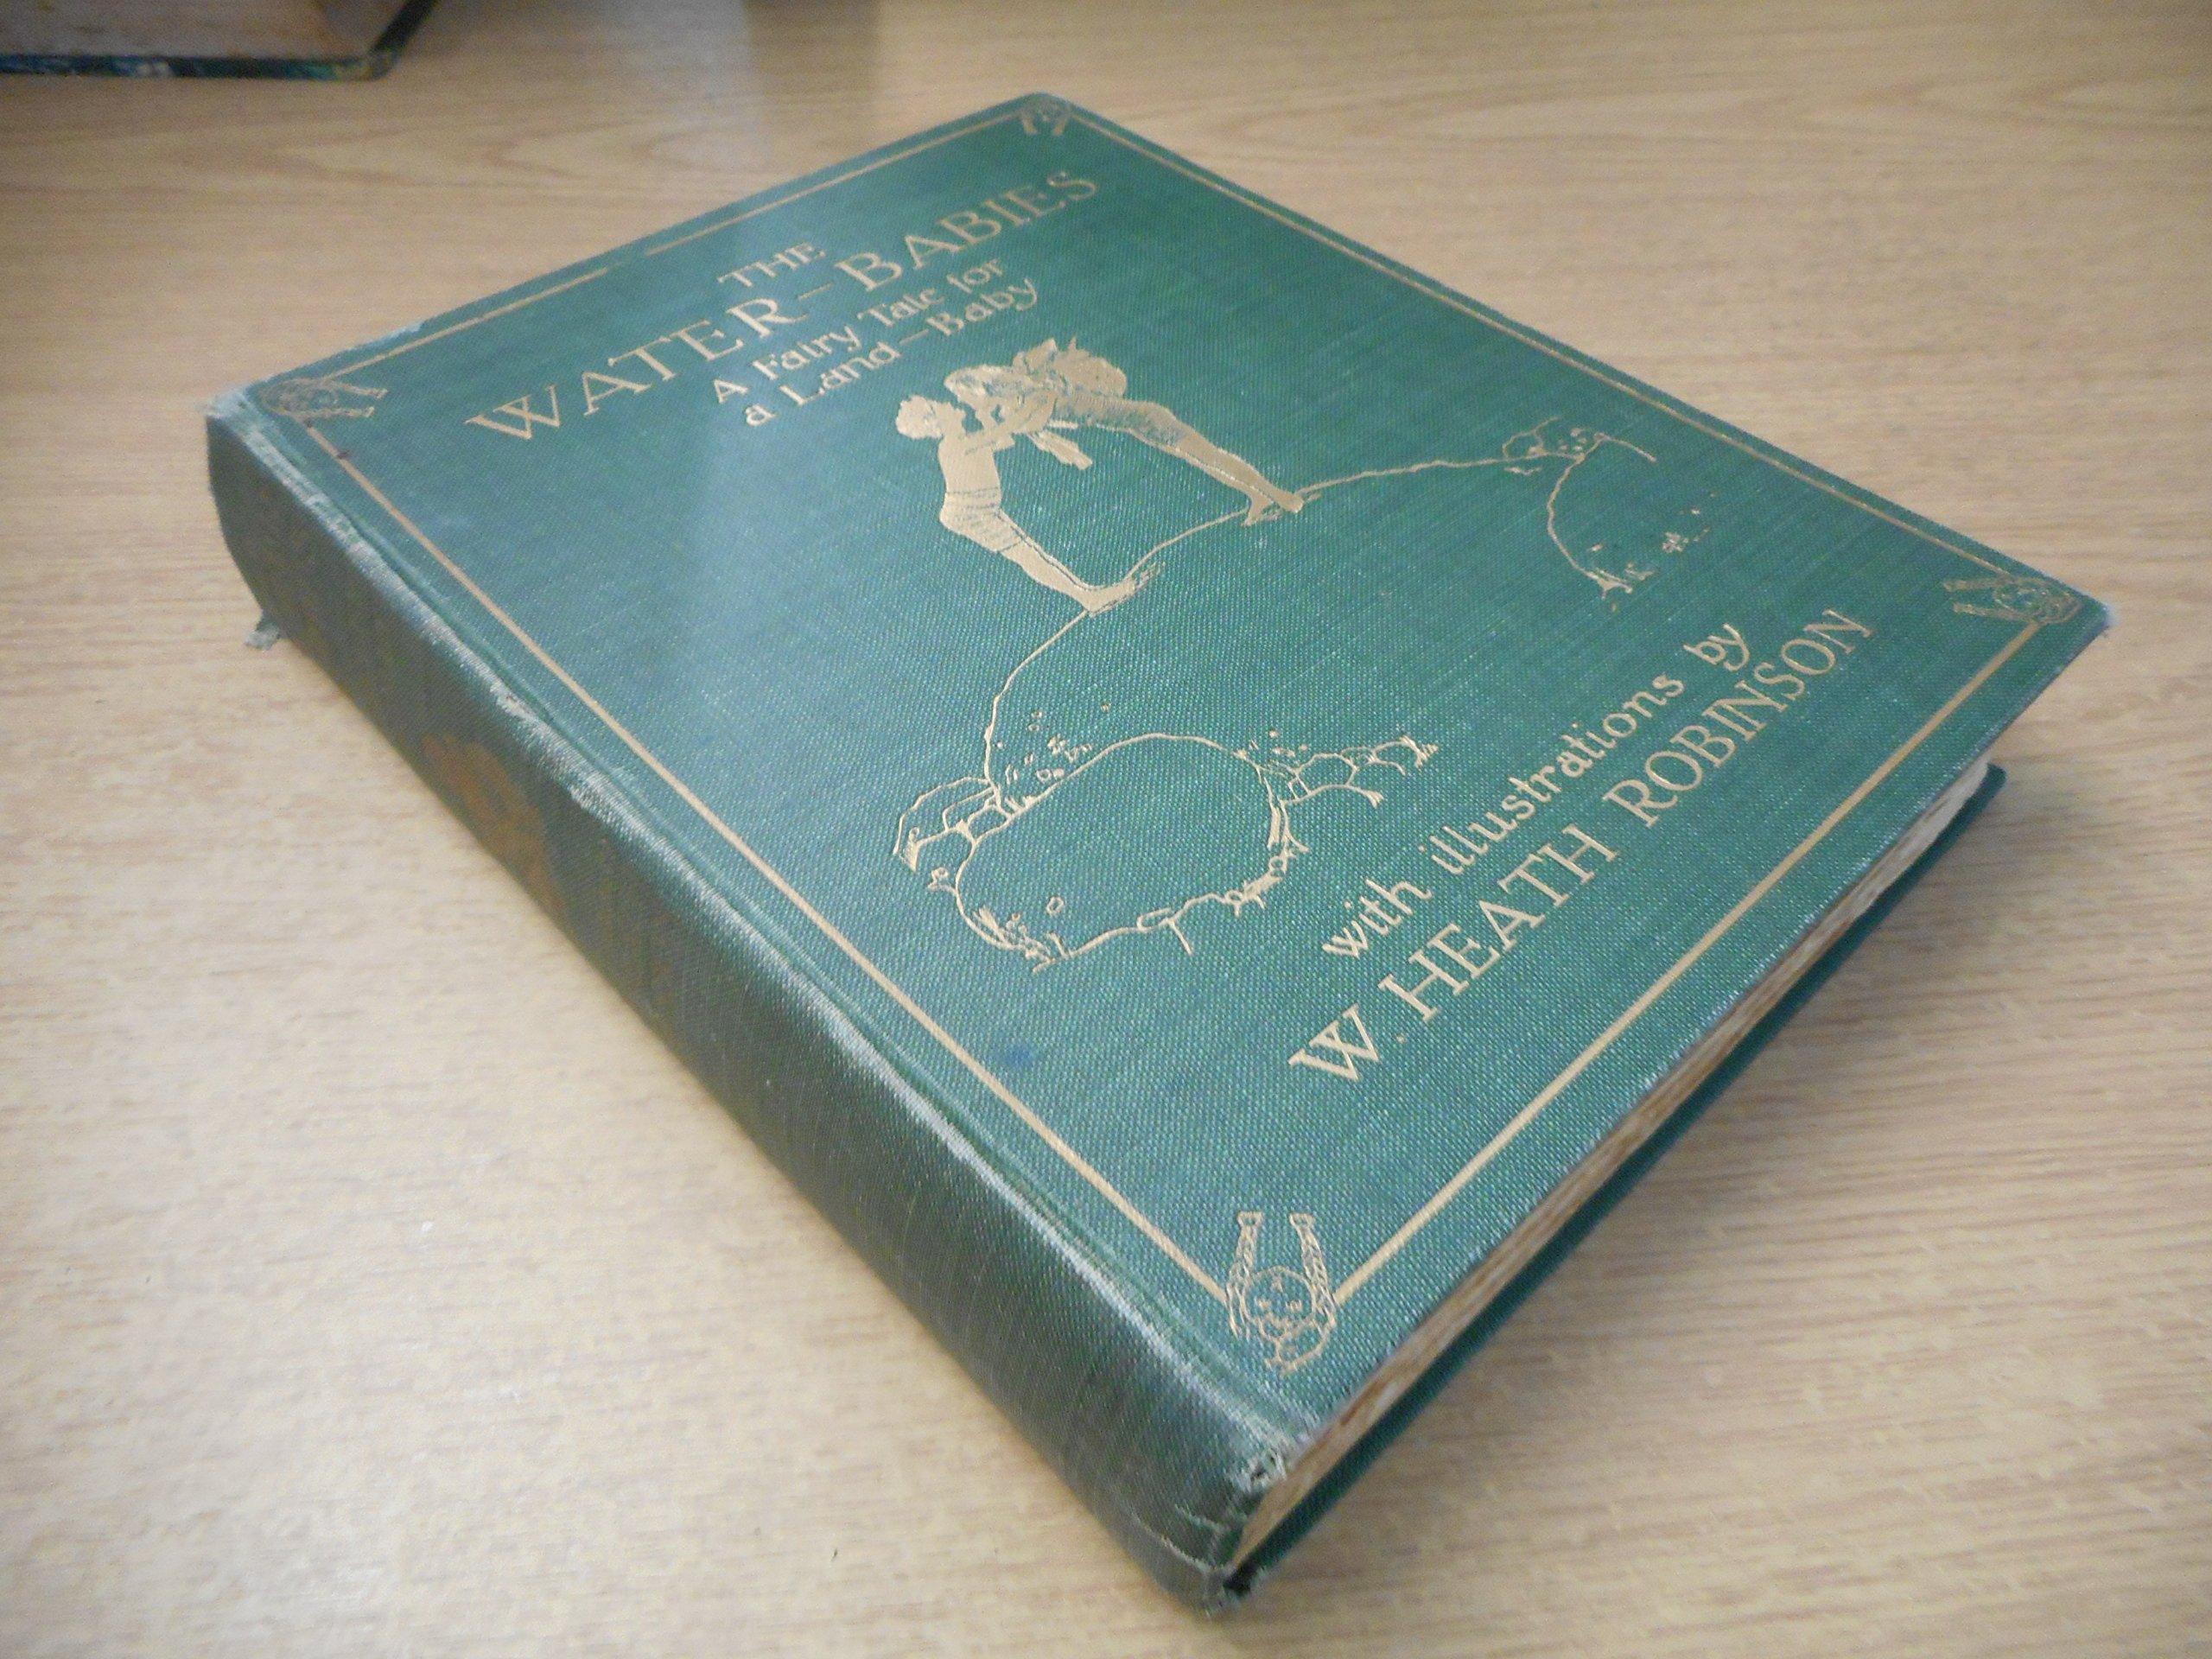 THE
WATER-BABIES
A Fairy Tale for
a Land-Baby
with illustrations by
W. HEATH ROBINSON